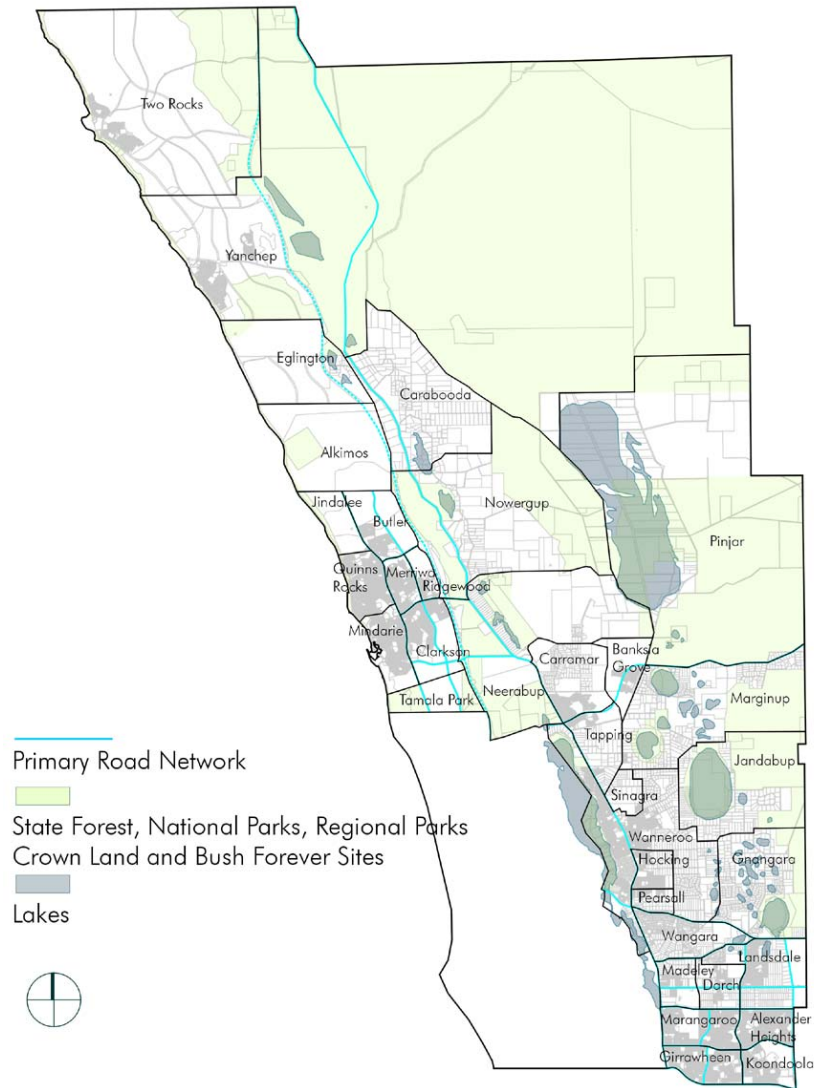 Two Rocks
Yanchep
Eglington
Carabooda
Alkimos
Nowergup
Jindalee
Butler
Pinjar
Quinns
Rocks
Merriwa
Ridgewood
Mindarie
Clarkson
Carramar
Banksia
Grove
Tamala Park
Neerabup
Marginup
Tapping
Jandabup
Sinagra
Wanneroo
Hocking
Gnangara
Pearsall
Wangara
Landsdale
Madeley
Darch
Marangaroo
Alexander
Heights
Girrawheen
Koondoola
Primary Road Network
State Forest, National Parks, Regional Parks
Crown Land and Bush Forever Sites
Lakes